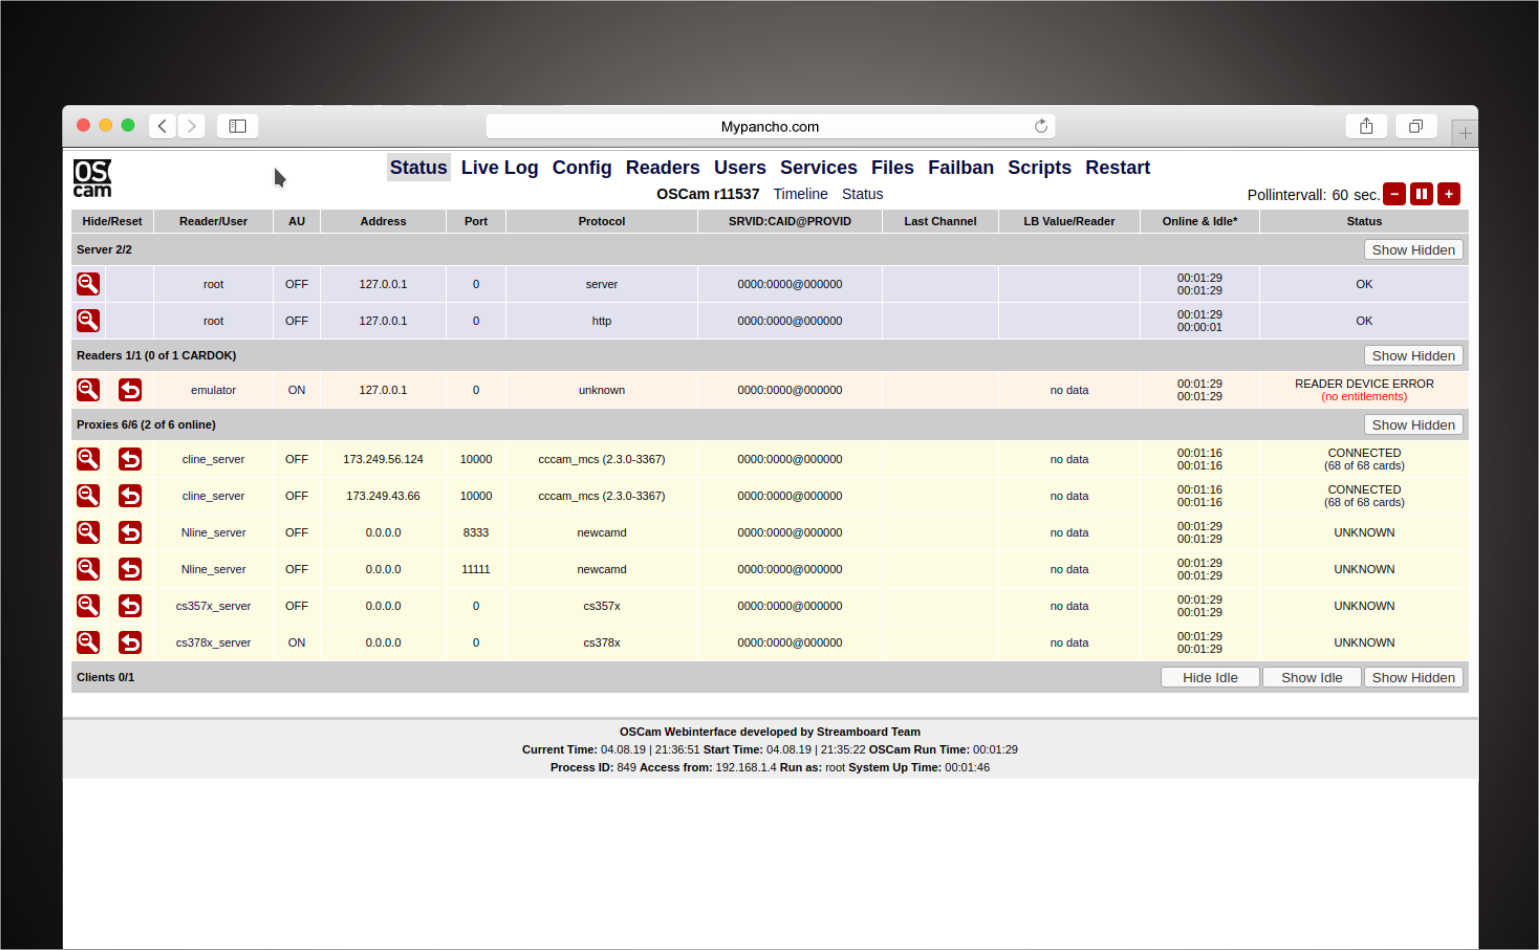 Mypancho.com
OS
cam
Status Live Log Config Readers Users Services Files Failban Scripts Restart
OSCam r11537 Timeline Status
Pollintervall: 60 sec.
Hide/Reset Reader/User AU Address Port Protocol SRVID:CAID@PROVID Last Channel LB Value/Reader Online & Idle* Status
Server 2/2 Show Hidden
root OFF 127.0.0.1 0 server 0000:0000@000000 00:01:29 OK
00:01:29
root OFF 127.0.0.1 0 http 0000:0000@000000 00:01:29 OK
00:00:01
Readers 1/1 (0 of 1 CARDOK) Show Hidden
emulator ON 127.0.0.1 0 unknown 0000:0000@000000 no data 00:01:29 READER DEVICE ERROR
00:01:29 (no entitlements)
Proxies 6/6 (2 of 6 online) Show Hidden
cline_server OFF 173.249.56.124 10000 cccam_mcs (2.3.0-3367) 0000:0000@000000 no data 00:01:16 CONNECTED
00:01:16 (68 of 68 cards)
cline_server OFF 173.249.43.66 10000 cccam_mcs (2.3.0-3367) 0000:0000@000000 no data 00:01:16 CONNECTED
00:01:16 (68 of 68 cards)
Nline_server OFF 0.0.0.0 8333 newcamd 0000:0000@000000 no data 00:01:29 UNKNOWN
00:01:29
Nline_server OFF 0.0.0.0 11111 newcamd 0000:0000@000000 no data 00:01:29 UNKNOWN
00:01:29
cs357x_server OFF 0.0.0.0 0 cs357x 0000:0000@000000 no data 00:01:29 UNKNOWN
00:01:29
cs378x_server ON 0.0.0.0 0 cs378x 0000:0000@000000 no data 00:01:29 UNKNOWN
00:01:29
Clients 0/1 Hide Idle Show Idle Show Hidden
OSCam Webinterface developed by Streamboard Team
Current Time: 04.08.19 | 21:36:51 Start Time: 04.08.19 | 21:35:22 OSCam Run Time: 00:01:29
Process ID: 849 Access from: 192.168.1.4 Run as: root System Up Time: 00:01:46